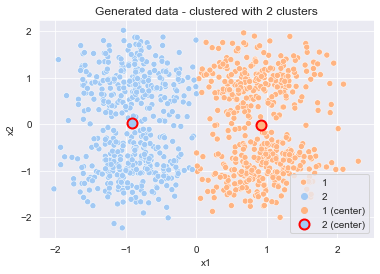 Generated data - clustered with 2 clusters
2
1
0
−1
−2
x2
−2
−1
0
1
2
x1
1
2
1 (center)
2 (center)